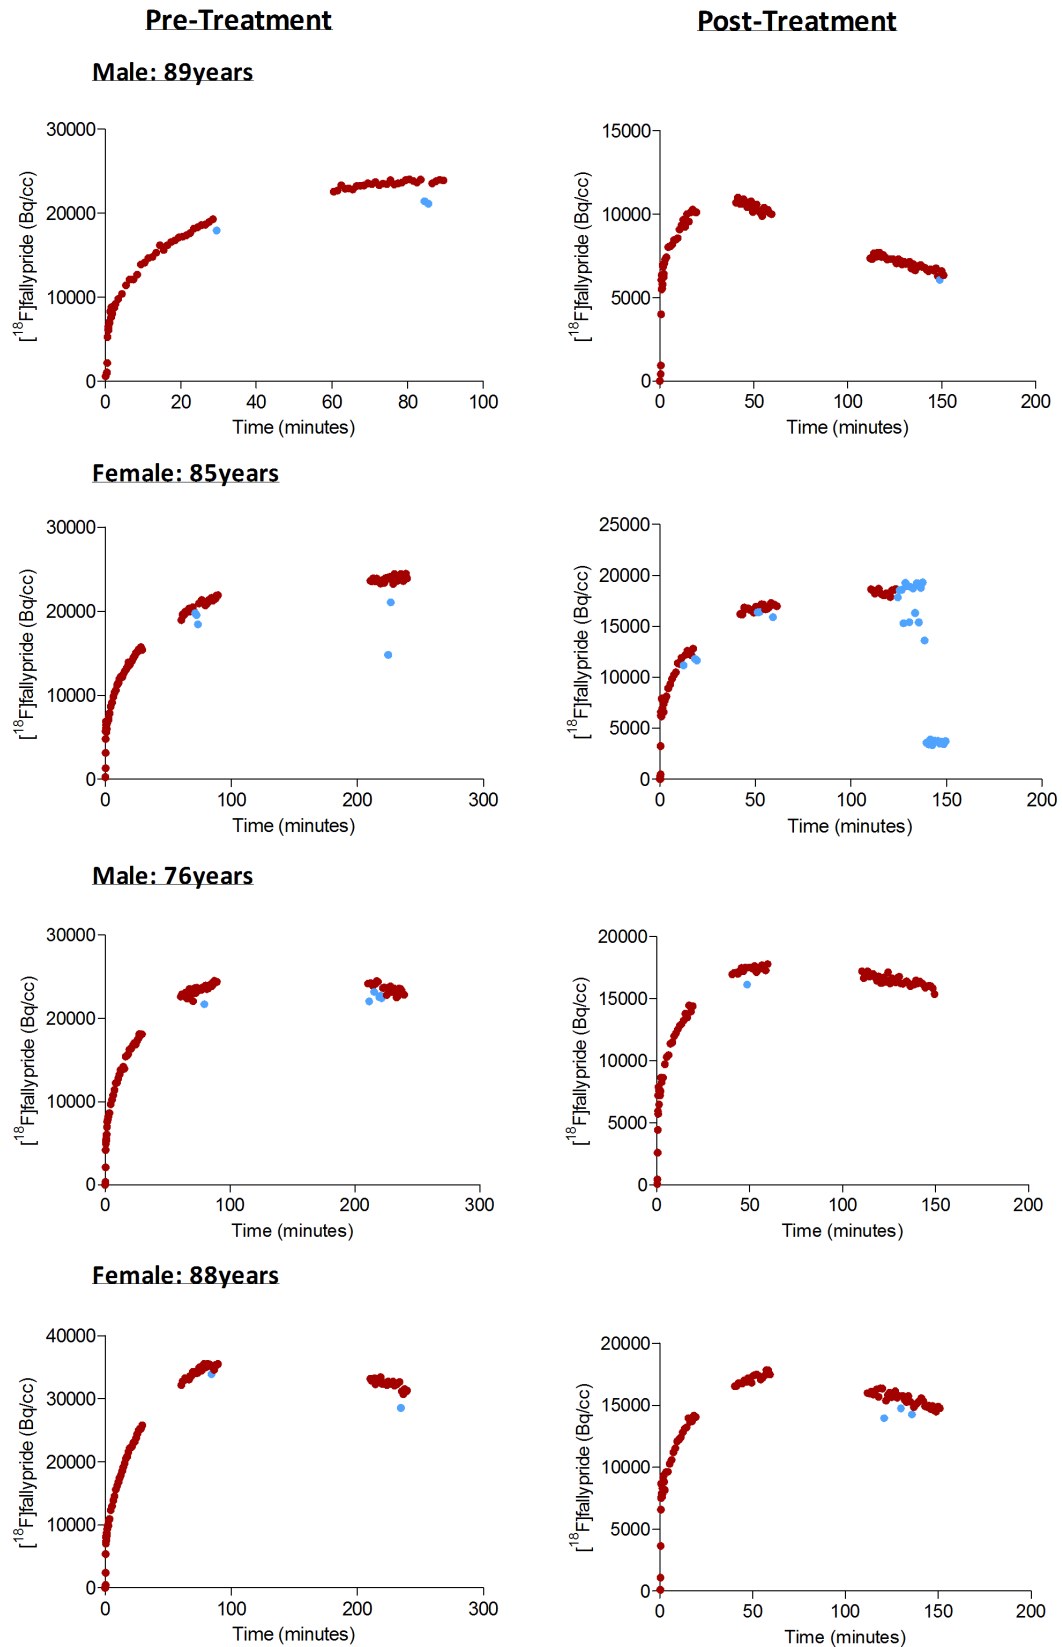 Pre-Treatment
Post-Treatment
Male: 89years
30000
20000
10000
0
[18F]fallypride (Bq/cc)
0 20 40 60 80 100
Time (minutes)
15000
10000
5000
0
[18F]fallypride (Bq/cc)
0 50 100 150 200
Time (minutes)
Female: 85years
30000
20000
10000
0
[18F]fallypride (Bq/cc)
0 100 200 300
Time (minutes)
25000
20000
15000
10000
5000
0
[18F]fallypride (Bq/cc)
0 50 100 150 200
Time (minutes)
Male: 76years
30000
20000
10000
0
[18F]fallypride (Bq/cc)
0 100 200 300
Time (minutes)
20000
15000
10000
5000
0
[18F]fallypride (Bq/cc)
0 50 100 150 200
Time (minutes)
Female: 88years
40000
30000
20000
10000
0
[18F]fallypride (Bq/cc)
0 100 200 300
Time (minutes)
20000
15000
10000
5000
0
[18F]fallypride (Bq/cc)
0 50 100 150 200
Time (minutes)